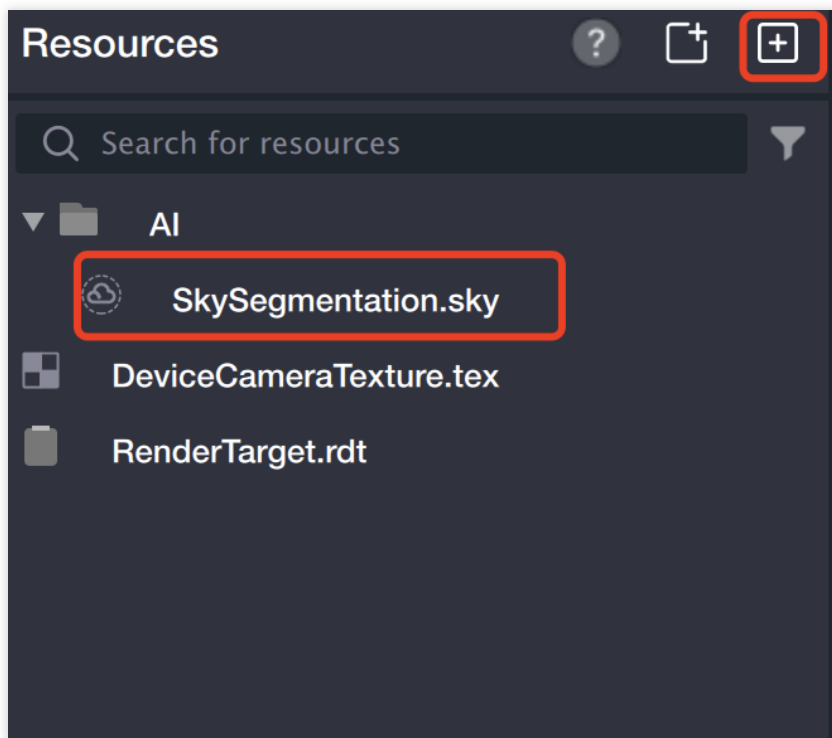 Resources
Search for resources
AI
SkySegmentation.sky
DeviceCameraTexture.tex
RenderTarget.rdt